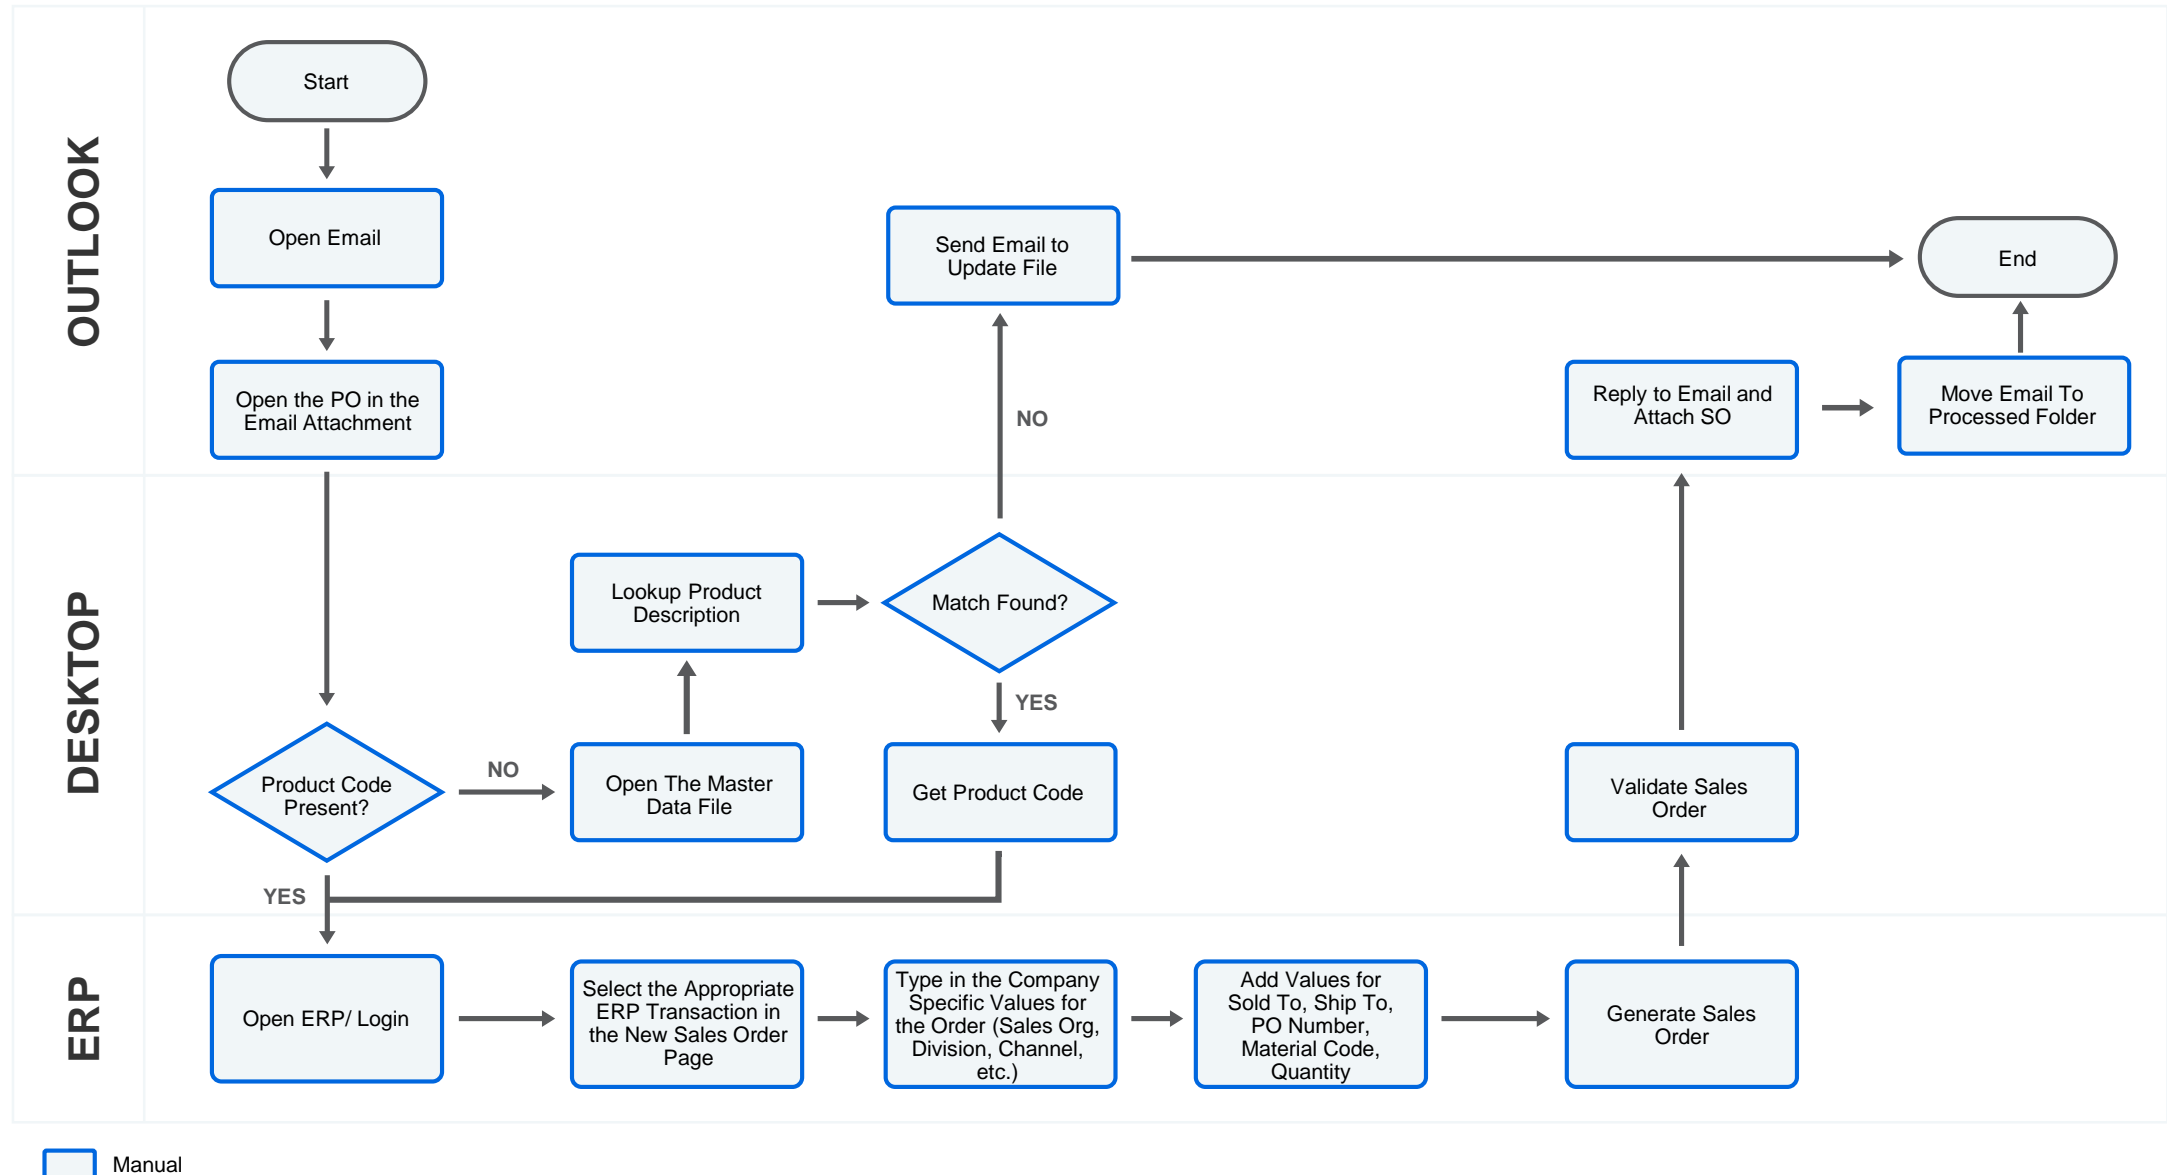 OUTLOOK
Start
Open Email
Open the PO in the
Email Attachment
Send Email to
Update File
End
Reply to Email and
Attach SO
Move Email To
Processed Folder
NO
DESKTOP
Lookup Product
Description
Match Found?
YES
Product Code
Present?
NO
Open The Master
Data File
Get Product Code
Validate Sales
Order
YES
ERP
Open ERP/ Login
Select the Appropriate
ERP Transaction in
the New Sales Order
Page
Type in the Company
Specific Values for
the Order (Sales Org,
Division, Channel,
etc.)
Add Values for
Sold To, Ship To,
PO Number,
Material Code,
Quantity
Generate Sales
Order
Manual